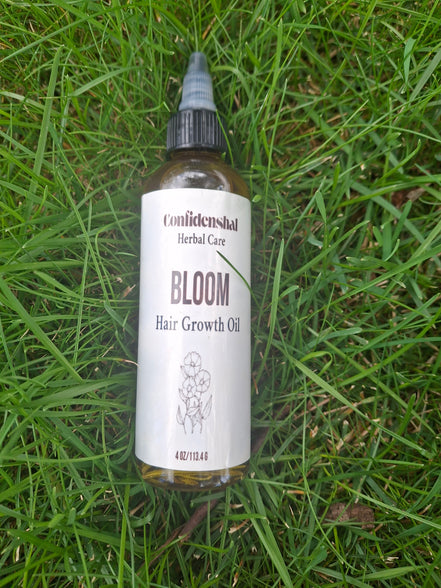 Confidenshal
Herbal Care
BLOOM
Hair Growth Oil
4 OZ/113.4 G